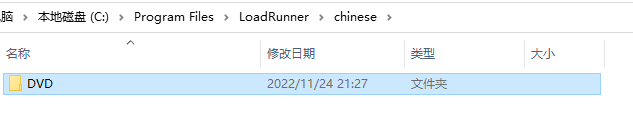 脑 › 本地磁盘 (C:) › Program Files › LoadRunner › chinese ›
名称 修改日期 类型 大小
DVD 2022/11/24 21:27 文件夹